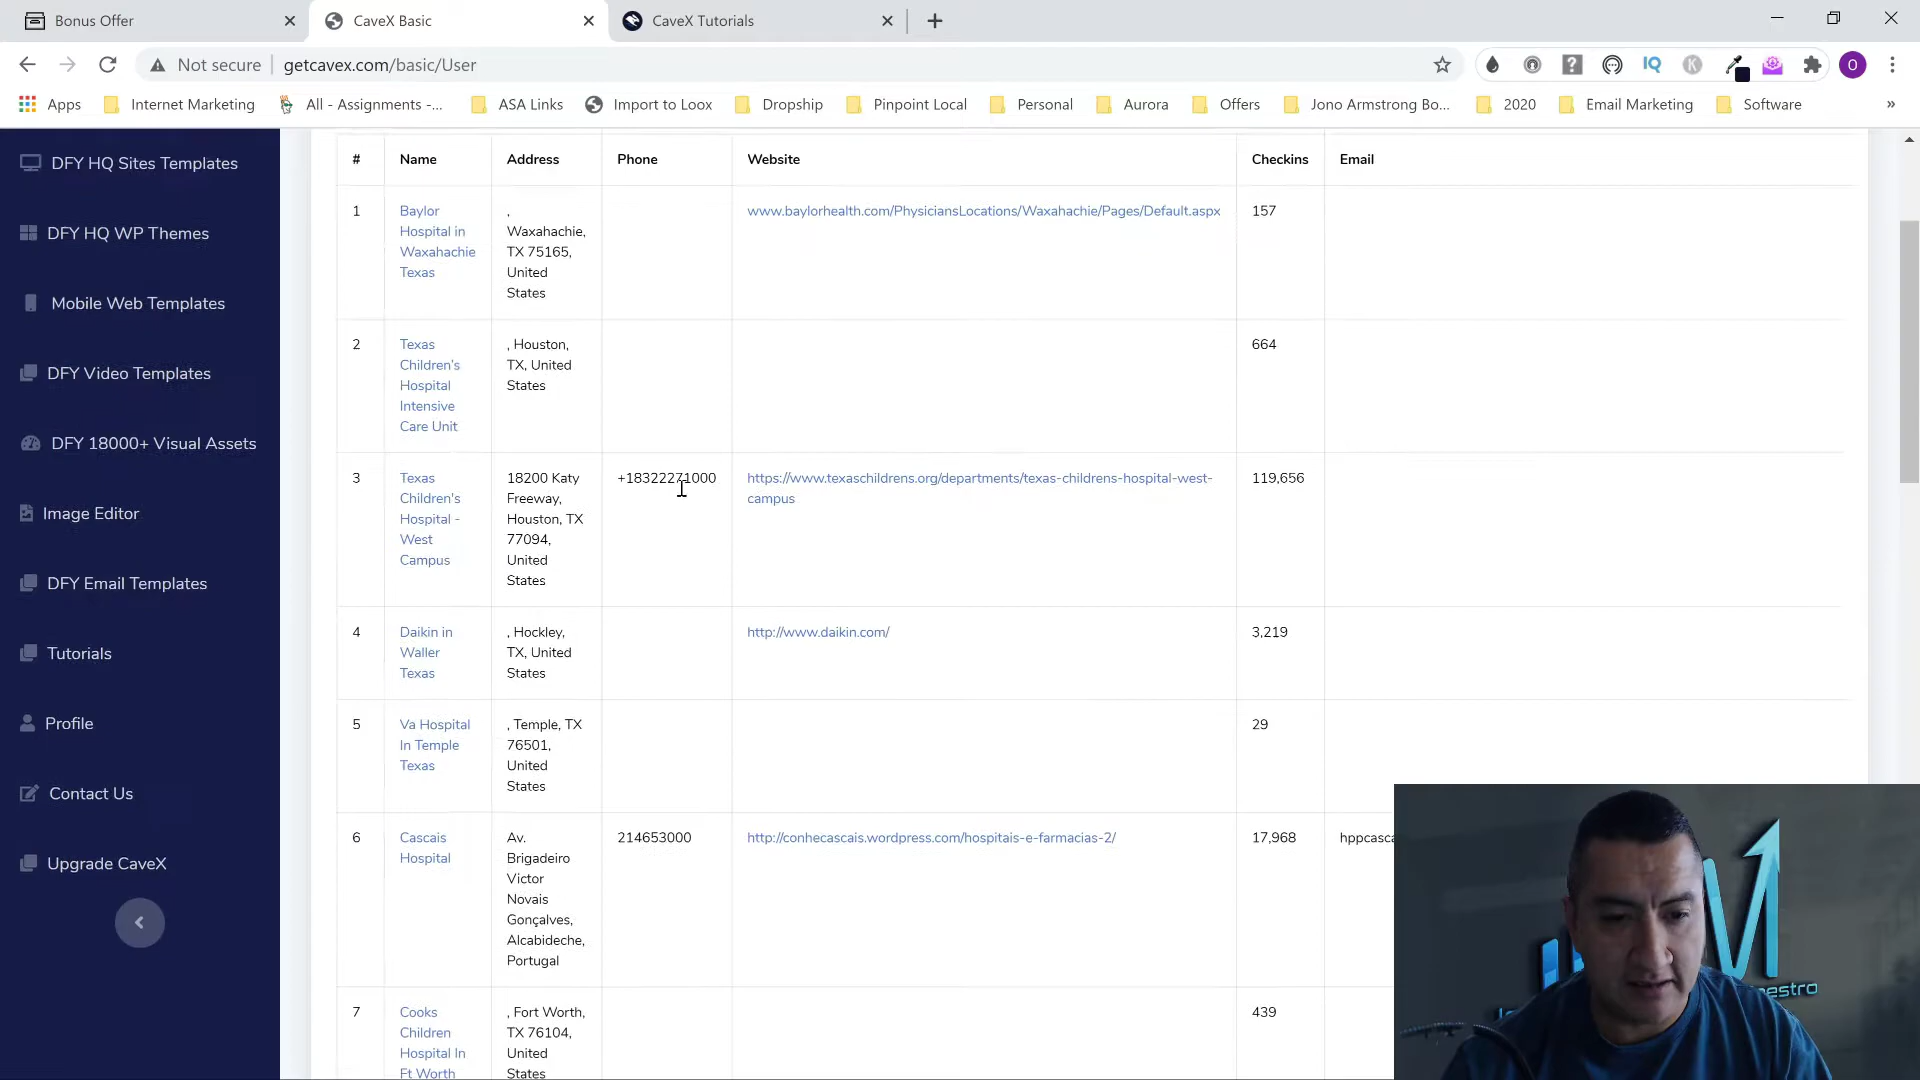 Bonus Offer
CaveX Basic
CaveX Tutorials
Not secure
getcavex.com/basic/User
IQ
K
O
Apps
Internet Marketing
All - Assignments -...
ASA Links
Import to Loox
Dropship
Pinpoint Local
Personal
Aurora
Offers
Jono Armstrong Bo...
2020
Email Marketing
Software
»
DFY HQ Sites Templates
DFY HQ WP Themes
Mobile Web Templates
DFY Video Templates
DFY 18000+ Visual Assets
Image Editor
DFY Email Templates
Tutorials
Profile
Contact Us
Upgrade CaveX
# Name Address Phone Website Checkins Email
1
Baylor
Hospital in
Waxahachie
Texas
,
Waxahachie,
TX 75165,
United
States
www.baylorhealth.com/PhysiciansLocations/Waxahachie/Pages/Default.aspx
157
2
Texas
Children's
Hospital
Intensive
Care Unit
, Houston,
TX, United
States
664
3
Texas
Children's
Hospital -
West
Campus
18200 Katy
Freeway,
Houston, TX
77094,
United
States
+18322271000
https://www.texaschildrens.org/departments/texas-childrens-hospital-west-
campus
119,656
4
Daikin in
Waller
Texas
, Hockley,
TX, United
States
http://www.daikin.com/
3,219
5
Va Hospital
In Temple
Texas
, Temple, TX
76501,
United
States
29
6
Cascais
Hospital
Av.
Brigadeiro
Victor
Novais
Gonçalves,
Alcabideche,
Portugal
214653000
http://conhecascais.wordpress.com/hospitais-e-farmacias-2/
17,968
hppcasca
7
Cooks
Children
Hospital In
Ft Worth
, Fort Worth,
TX 76104,
United
States
439